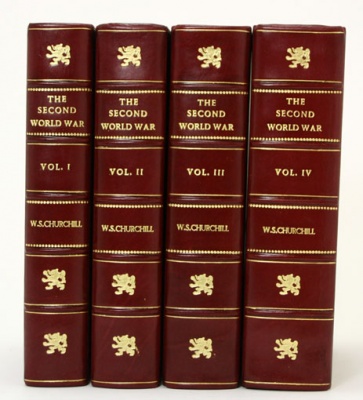 THE
SECOND
WORLD WAR
VOL. I
W.S.CHURCHILL
THE
SECOND
WORLD WAR
VOL. II
W.S.CHURCHILL
THE
SECOND
WORLD WAR
VOL. III
W.S.CHURCHILL
THE
SECOND
WORLD WAR
VOL. IV
W.S.CHURCHILL